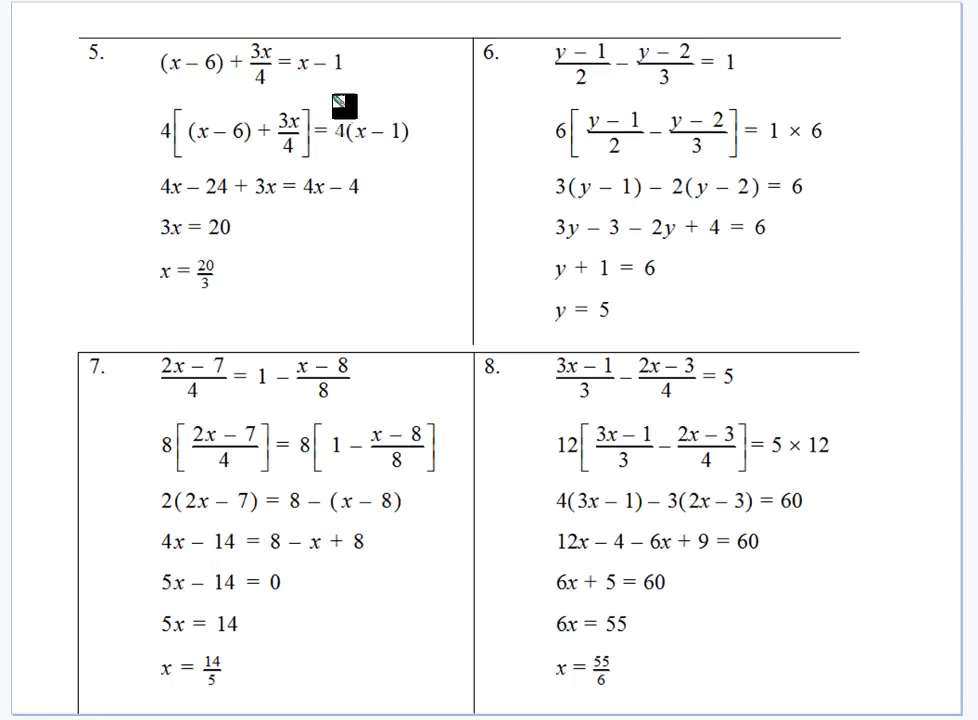 5.
(x – 6) + 3x/4 = x – 1
4[ (x – 6) + 3x/4 ] = 4(x – 1)
4x – 24 + 3x = 4x – 4
3x = 20
x = 20/3
6.
(y – 1)/2 – (y – 2)/3 = 1
6[ (y – 1)/2 – (y – 2)/3 ] = 1 × 6
3(y – 1) – 2(y – 2) = 6
3y – 3 – 2y + 4 = 6
y + 1 = 6
y = 5
7.
(2x – 7)/4 = 1 – (x – 8)/8
8[ (2x – 7)/4 ] = 8[ 1 – (x – 8)/8 ]
2(2x – 7) = 8 – (x – 8)
4x – 14 = 8 – x + 8
5x – 14 = 0
5x = 14
x = 14/5
8.
(3x – 1)/3 – (2x – 3)/4 = 5
12[ (3x – 1)/3 – (2x – 3)/4 ] = 5 × 12
4(3x – 1) – 3(2x – 3) = 60
12x – 4 – 6x + 9 = 60
6x + 5 = 60
6x = 55
x = 55/6